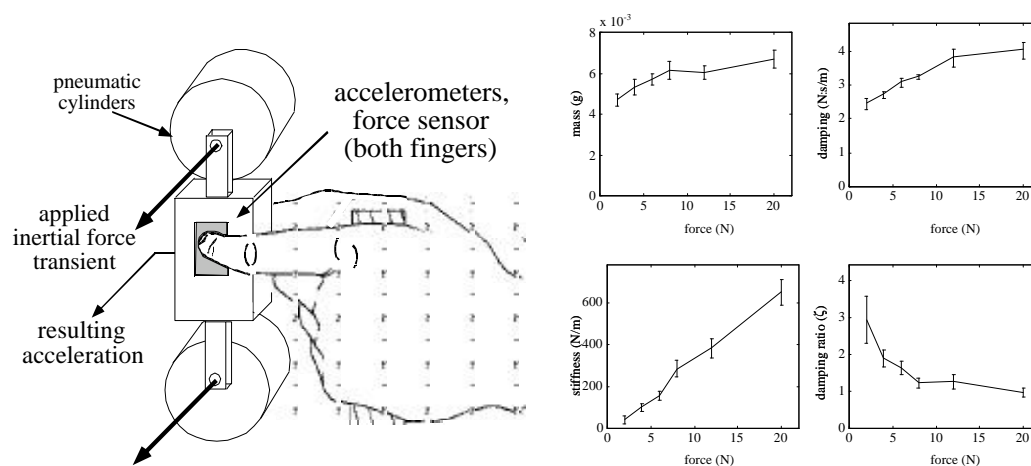 pneumatic
cylinders
accelerometers,
force sensor
(both fingers)
applied
inertial force
transient
resulting
acceleration
x 10⁻³
8
6
4
2
0
0 5 10 15 20
mass (g)
force (N)
4
3
2
1
0
0 5 10 15 20
damping (N:s/m)
force (N)
600
400
200
0
0 5 10 15 20
stiffness (N/m)
force (N)
4
3
2
1
0
0 5 10 15 20
damping ratio (ζ)
force (N)